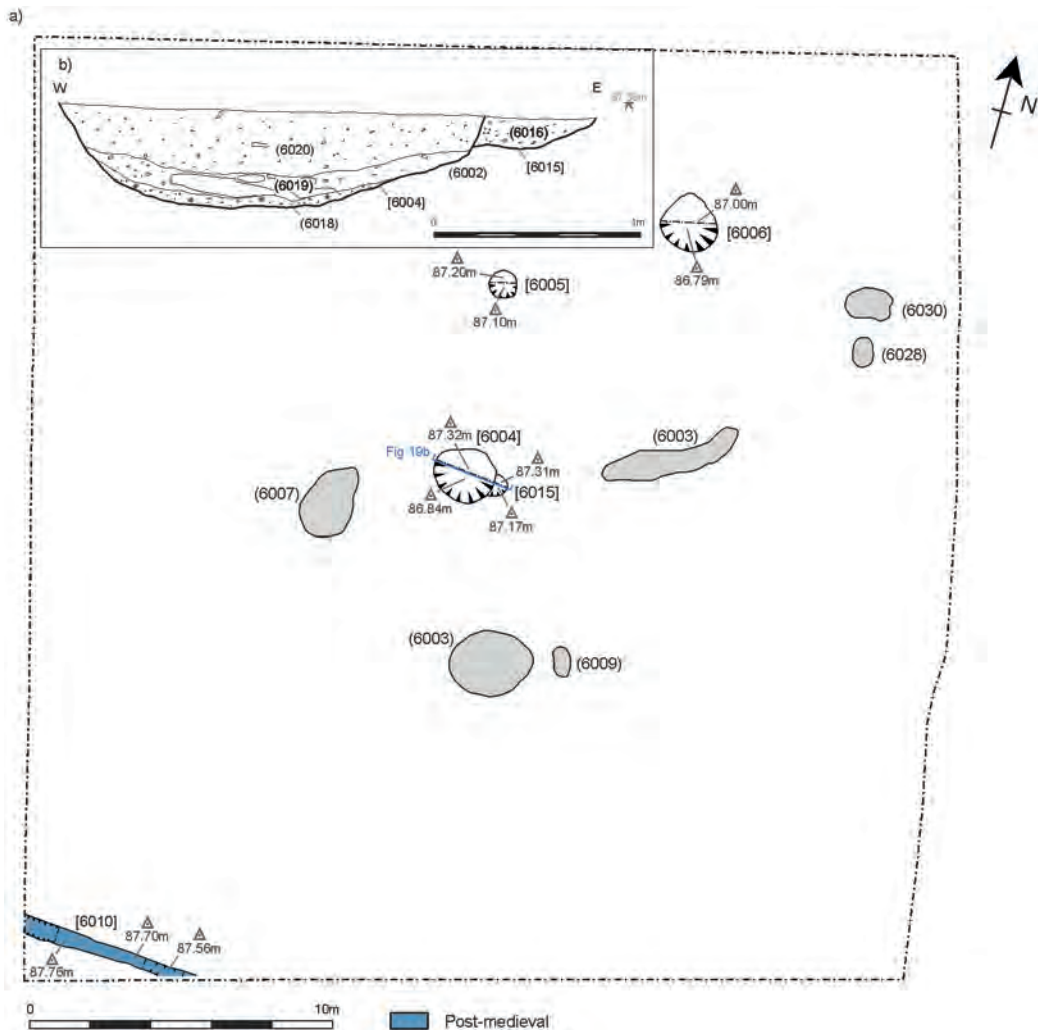 a)
b)
W
E
(6016)
(6020)
(6002)
[6015]
(6019)
[6004]
(6018)
0
1m
N
87.00m
[6006]
86.79m
87.20m
[6005]
87.10m
(6030)
(6028)
87.32m
[6004]
Fig 19b
87.31m
[6015]
86.84m
87.17m
(6003)
(6007)
(6003)
(6009)
[6010]
87.70m
87.56m
87.76m
0
10m
Post-medieval